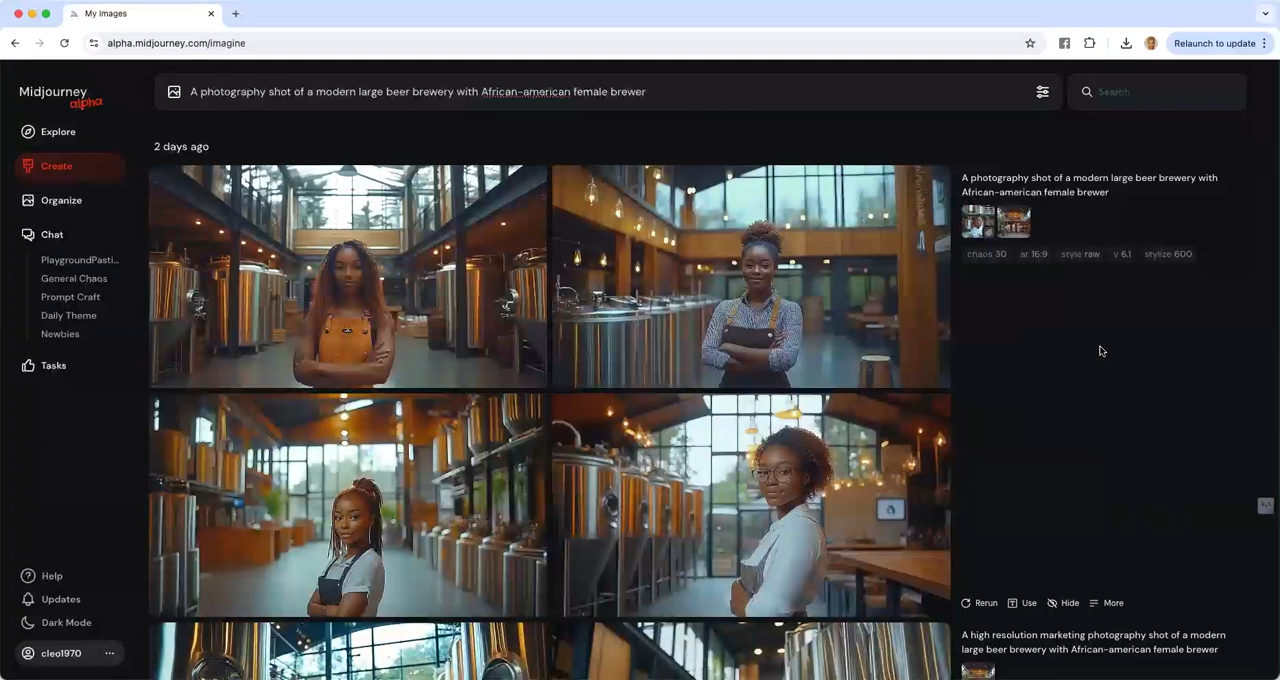 My Images
alpha.midjourney.com/imagine
Relaunch to update
Midjourney
alpha
A photography shot of a modern large beer brewery with African-american female brewer
Search
Explore
Create
Organize
Chat
PlaygroundPasti...
General Chaos
Prompt Craft
Daily Theme
Newbies
Tasks
Help
Updates
Dark Mode
cleo1970
2 days ago
A photography shot of a modern large beer brewery with
African-american female brewer
chaos 30 ar 16:9 style raw v 6.1 stylize 600
Rerun Use Hide More
A high resolution marketing photography shot of a modern
large beer brewery with African-american female brewer